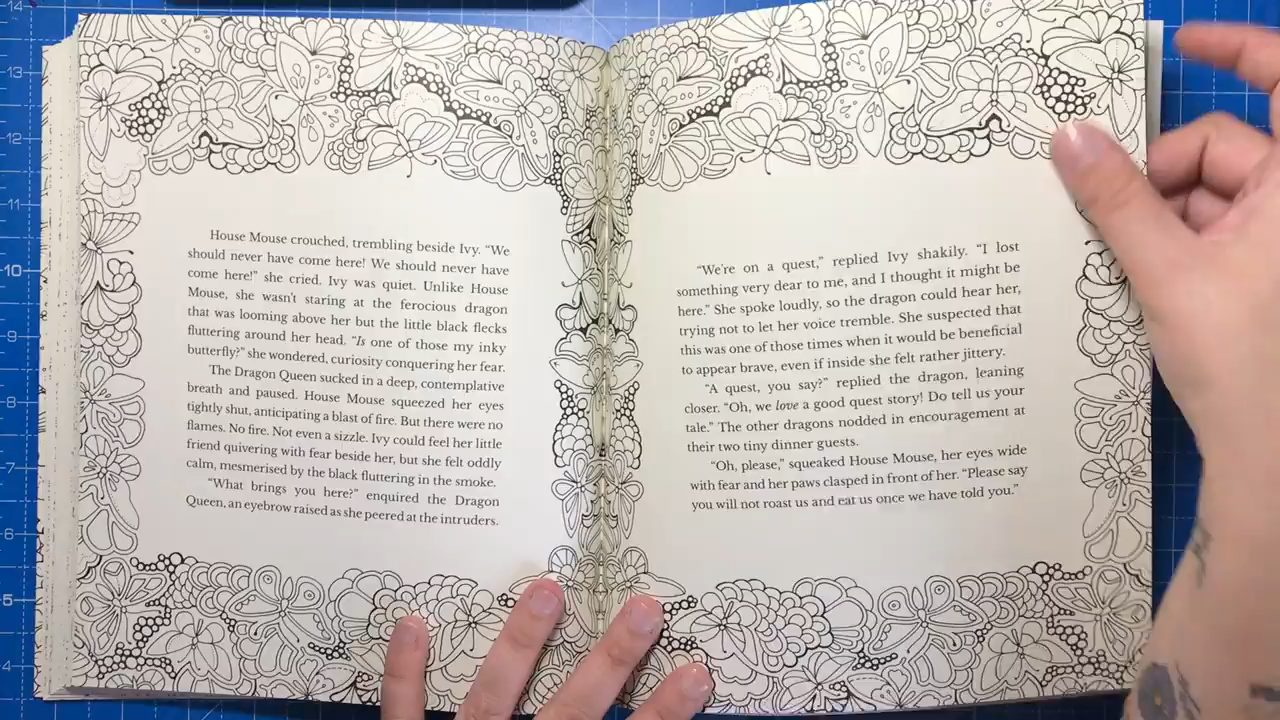 14
13
12
11
10
9
8
7
6
5
4
House Mouse crouched, trembling beside Ivy. “We
should never have come here! We should never have
come here!” she cried. Ivy was quiet. Unlike House
Mouse, she wasn’t staring at the ferocious dragon
that was looming above her but the little black flecks
fluttering around her head. “Is one of those my inky
butterfly?” she wondered, curiosity conquering her fear.
The Dragon Queen sucked in a deep, contemplative
breath and paused. House Mouse squeezed her eyes
tightly shut, anticipating a blast of fire. But there were no
flames. No fire. Not even a sizzle. Ivy could feel her little
friend quivering with fear beside her, but she felt oddly
calm, mesmerised by the black fluttering in the smoke.
“What brings you here?” enquired the Dragon
Queen, an eyebrow raised as she peered at the intruders.
“We’re on a quest,” replied Ivy shakily. “I lost
something very dear to me, and I thought it might be
here.” She spoke loudly, so the dragon could hear her,
trying not to let her voice tremble. She suspected that
this was one of those times when it would be beneficial
to appear brave, even if inside she felt rather jittery.
“A quest, you say?” replied the dragon, leaning
closer. “Oh, we love a good quest story! Do tell us your
tale.” The other dragons nodded in encouragement at
their two tiny dinner guests.
“Oh, please,” squeaked House Mouse, her eyes wide
with fear and her paws clasped in front of her. “Please say
you will not roast us and eat us once we have told you.”